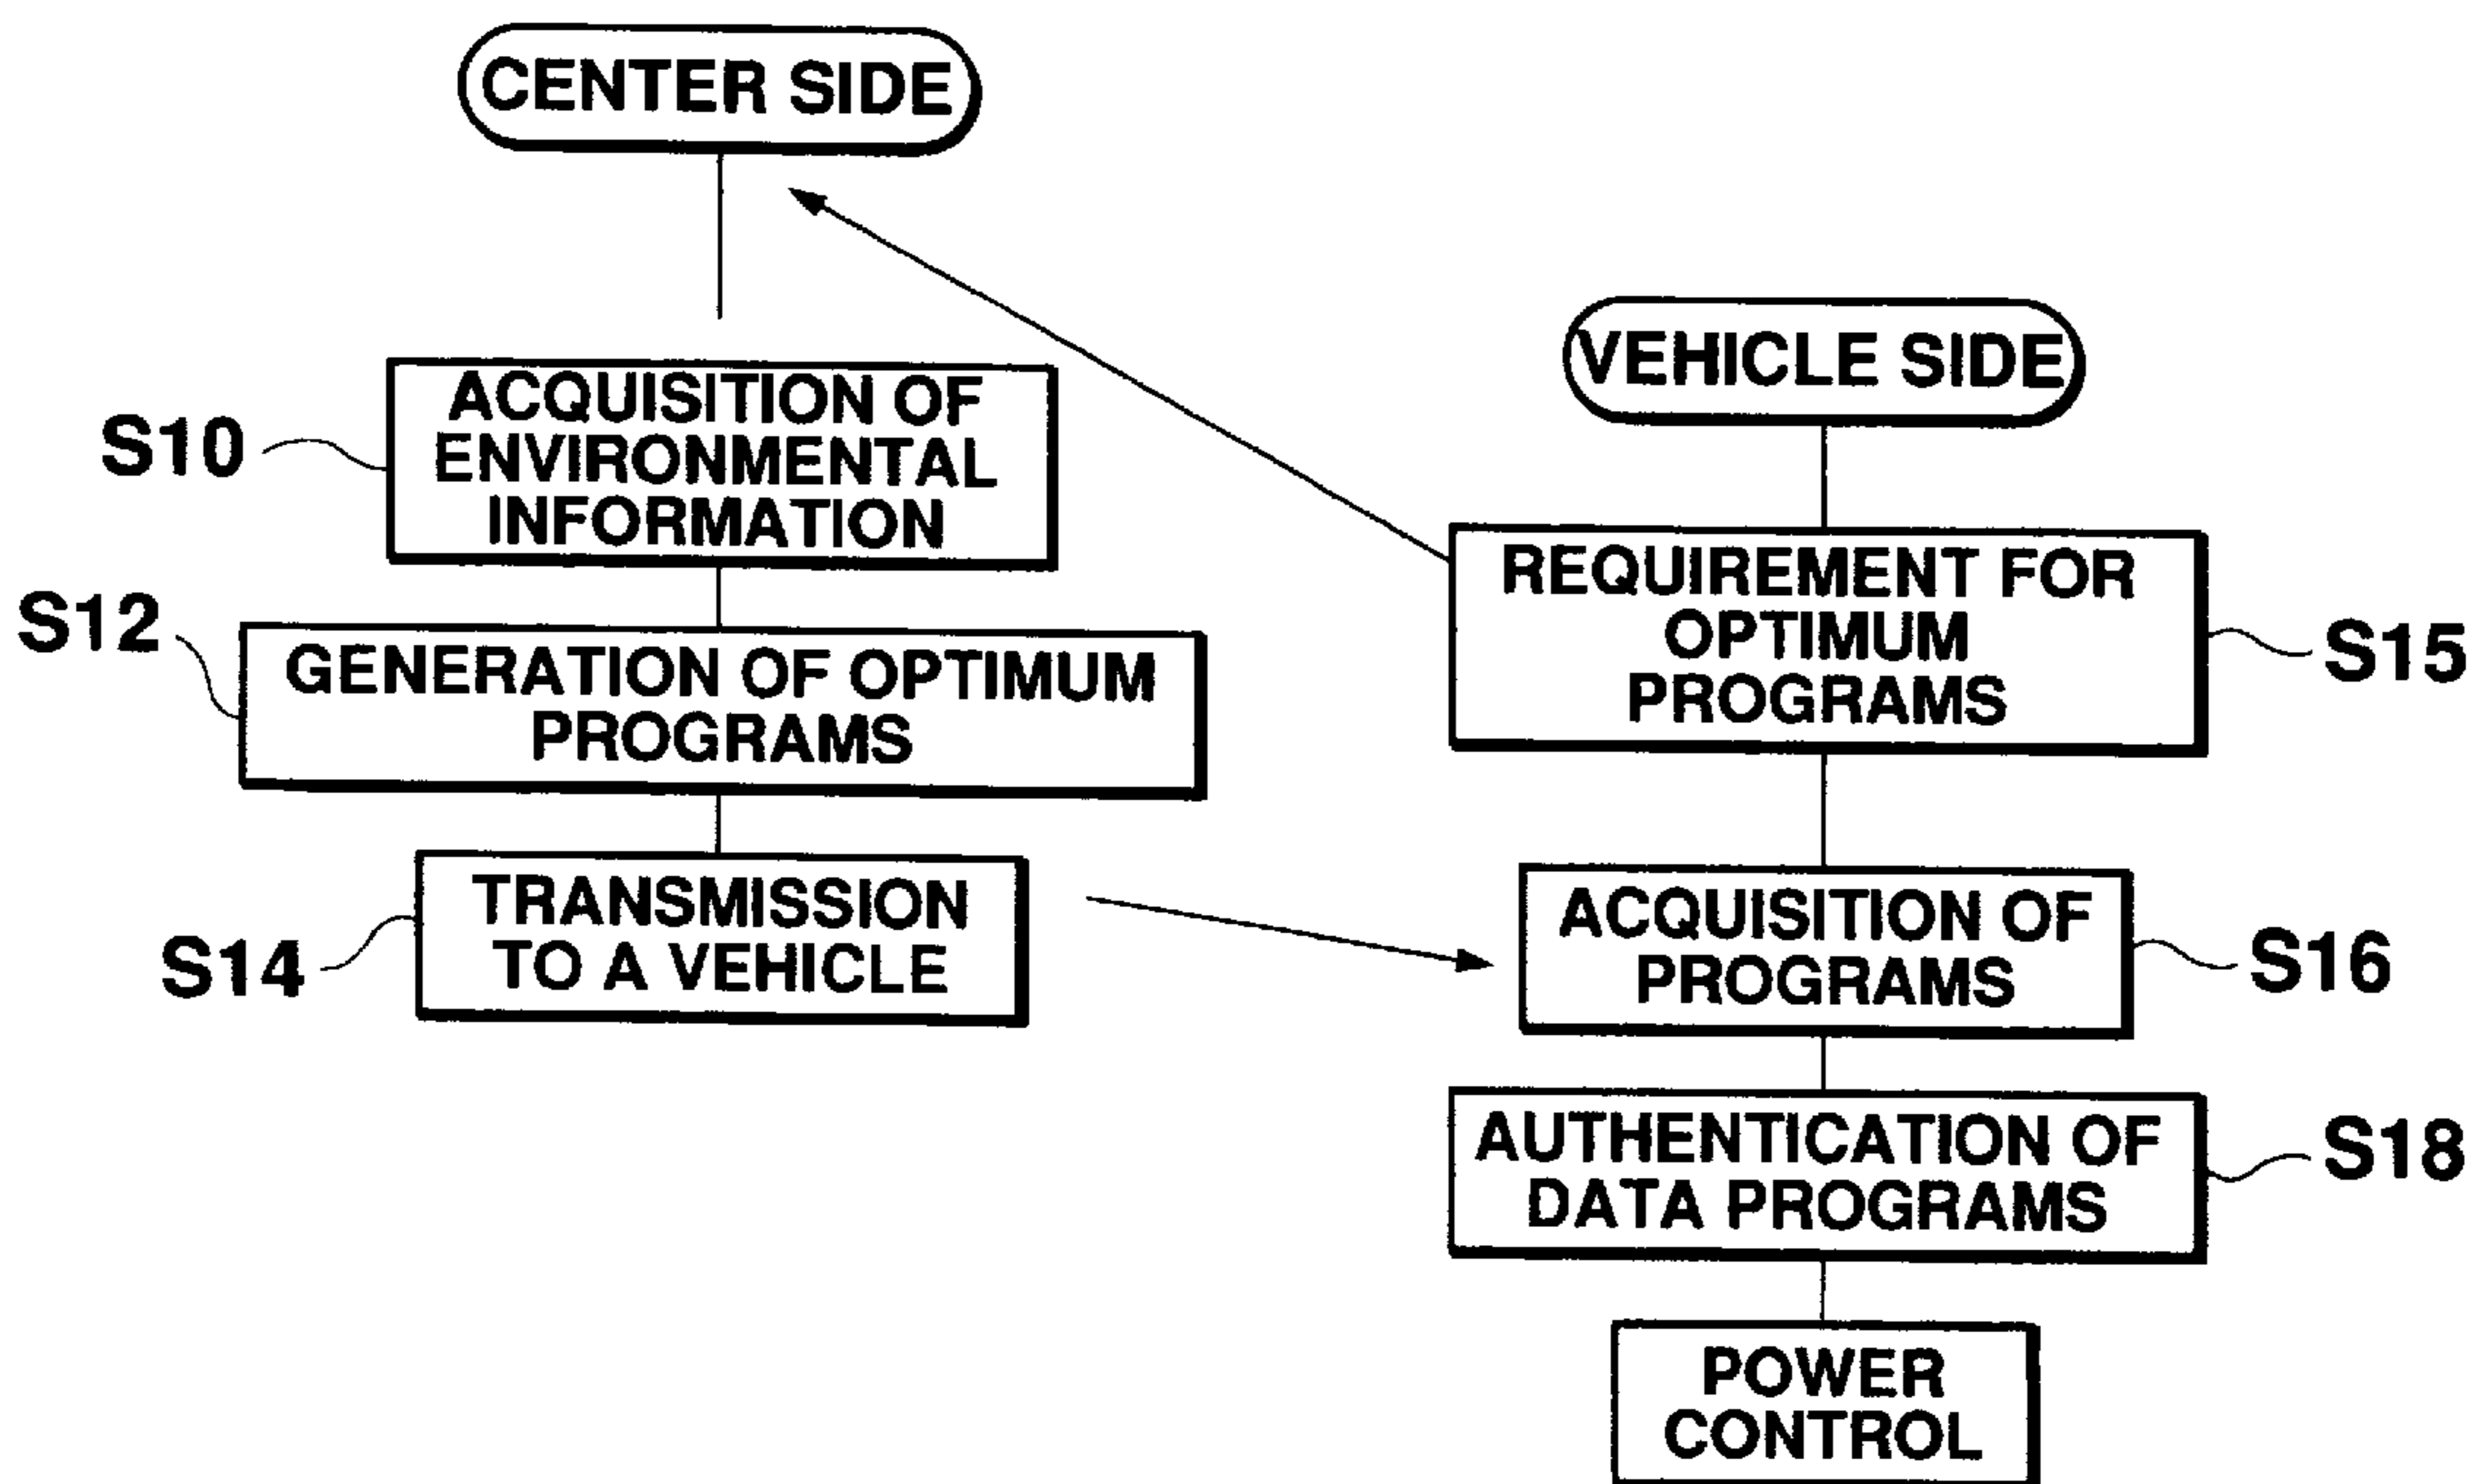 CENTER SIDE
S10
ACQUISITION OF
ENVIRONMENTAL
INFORMATION
S12
GENERATION OF OPTIMUM
PROGRAMS
S14
TRANSMISSION
TO A VEHICLE
VEHICLE SIDE
REQUIREMENT FOR
OPTIMUM
PROGRAMS
S15
ACQUISITION OF
PROGRAMS
S16
AUTHENTICATION OF
DATA PROGRAMS
S18
POWER
CONTROL